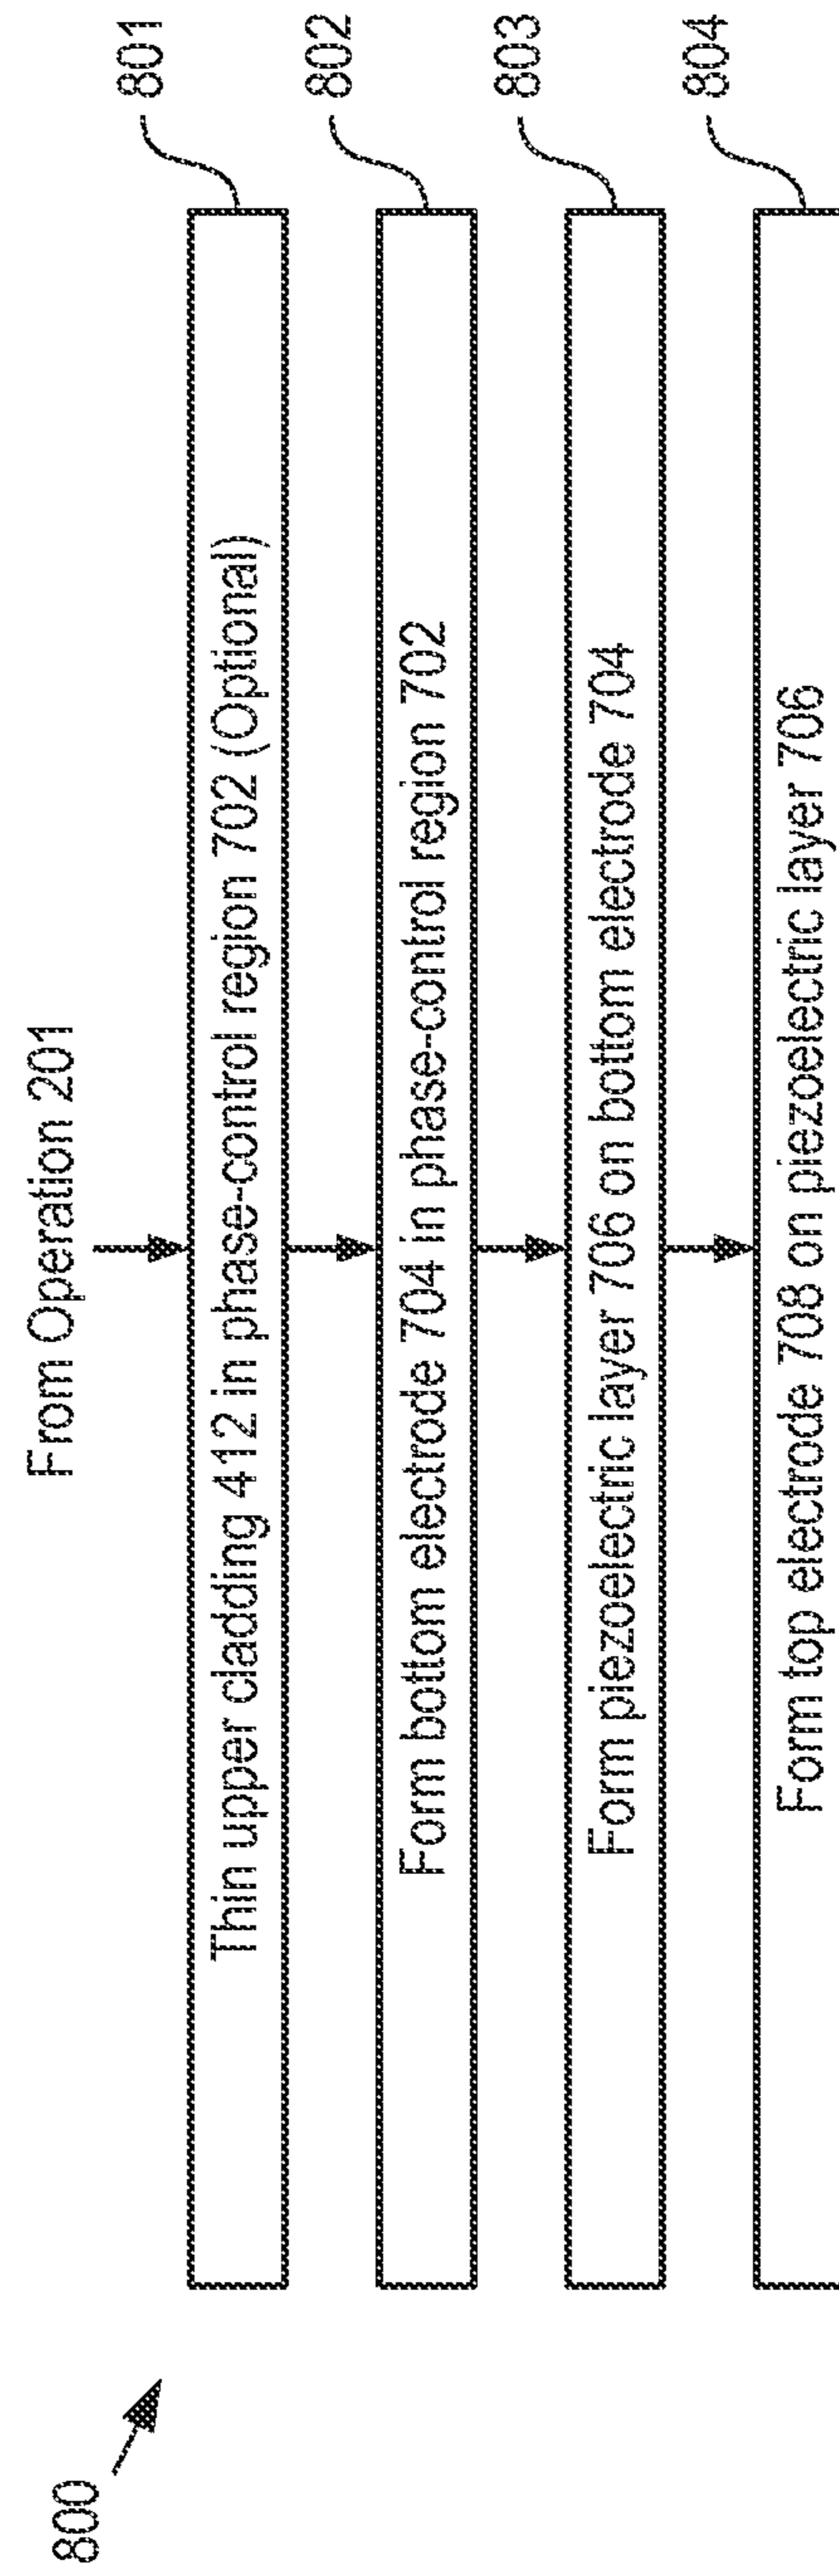 800
From Operation 201
Thin upper cladding 412 in phase-control region 702 (Optional)
801
Form bottom electrode 704 in phase-control region 702
802
Form piezoelectric layer 706 on bottom electrode 704
803
Form top electrode 708 on piezoelectric layer 706
804